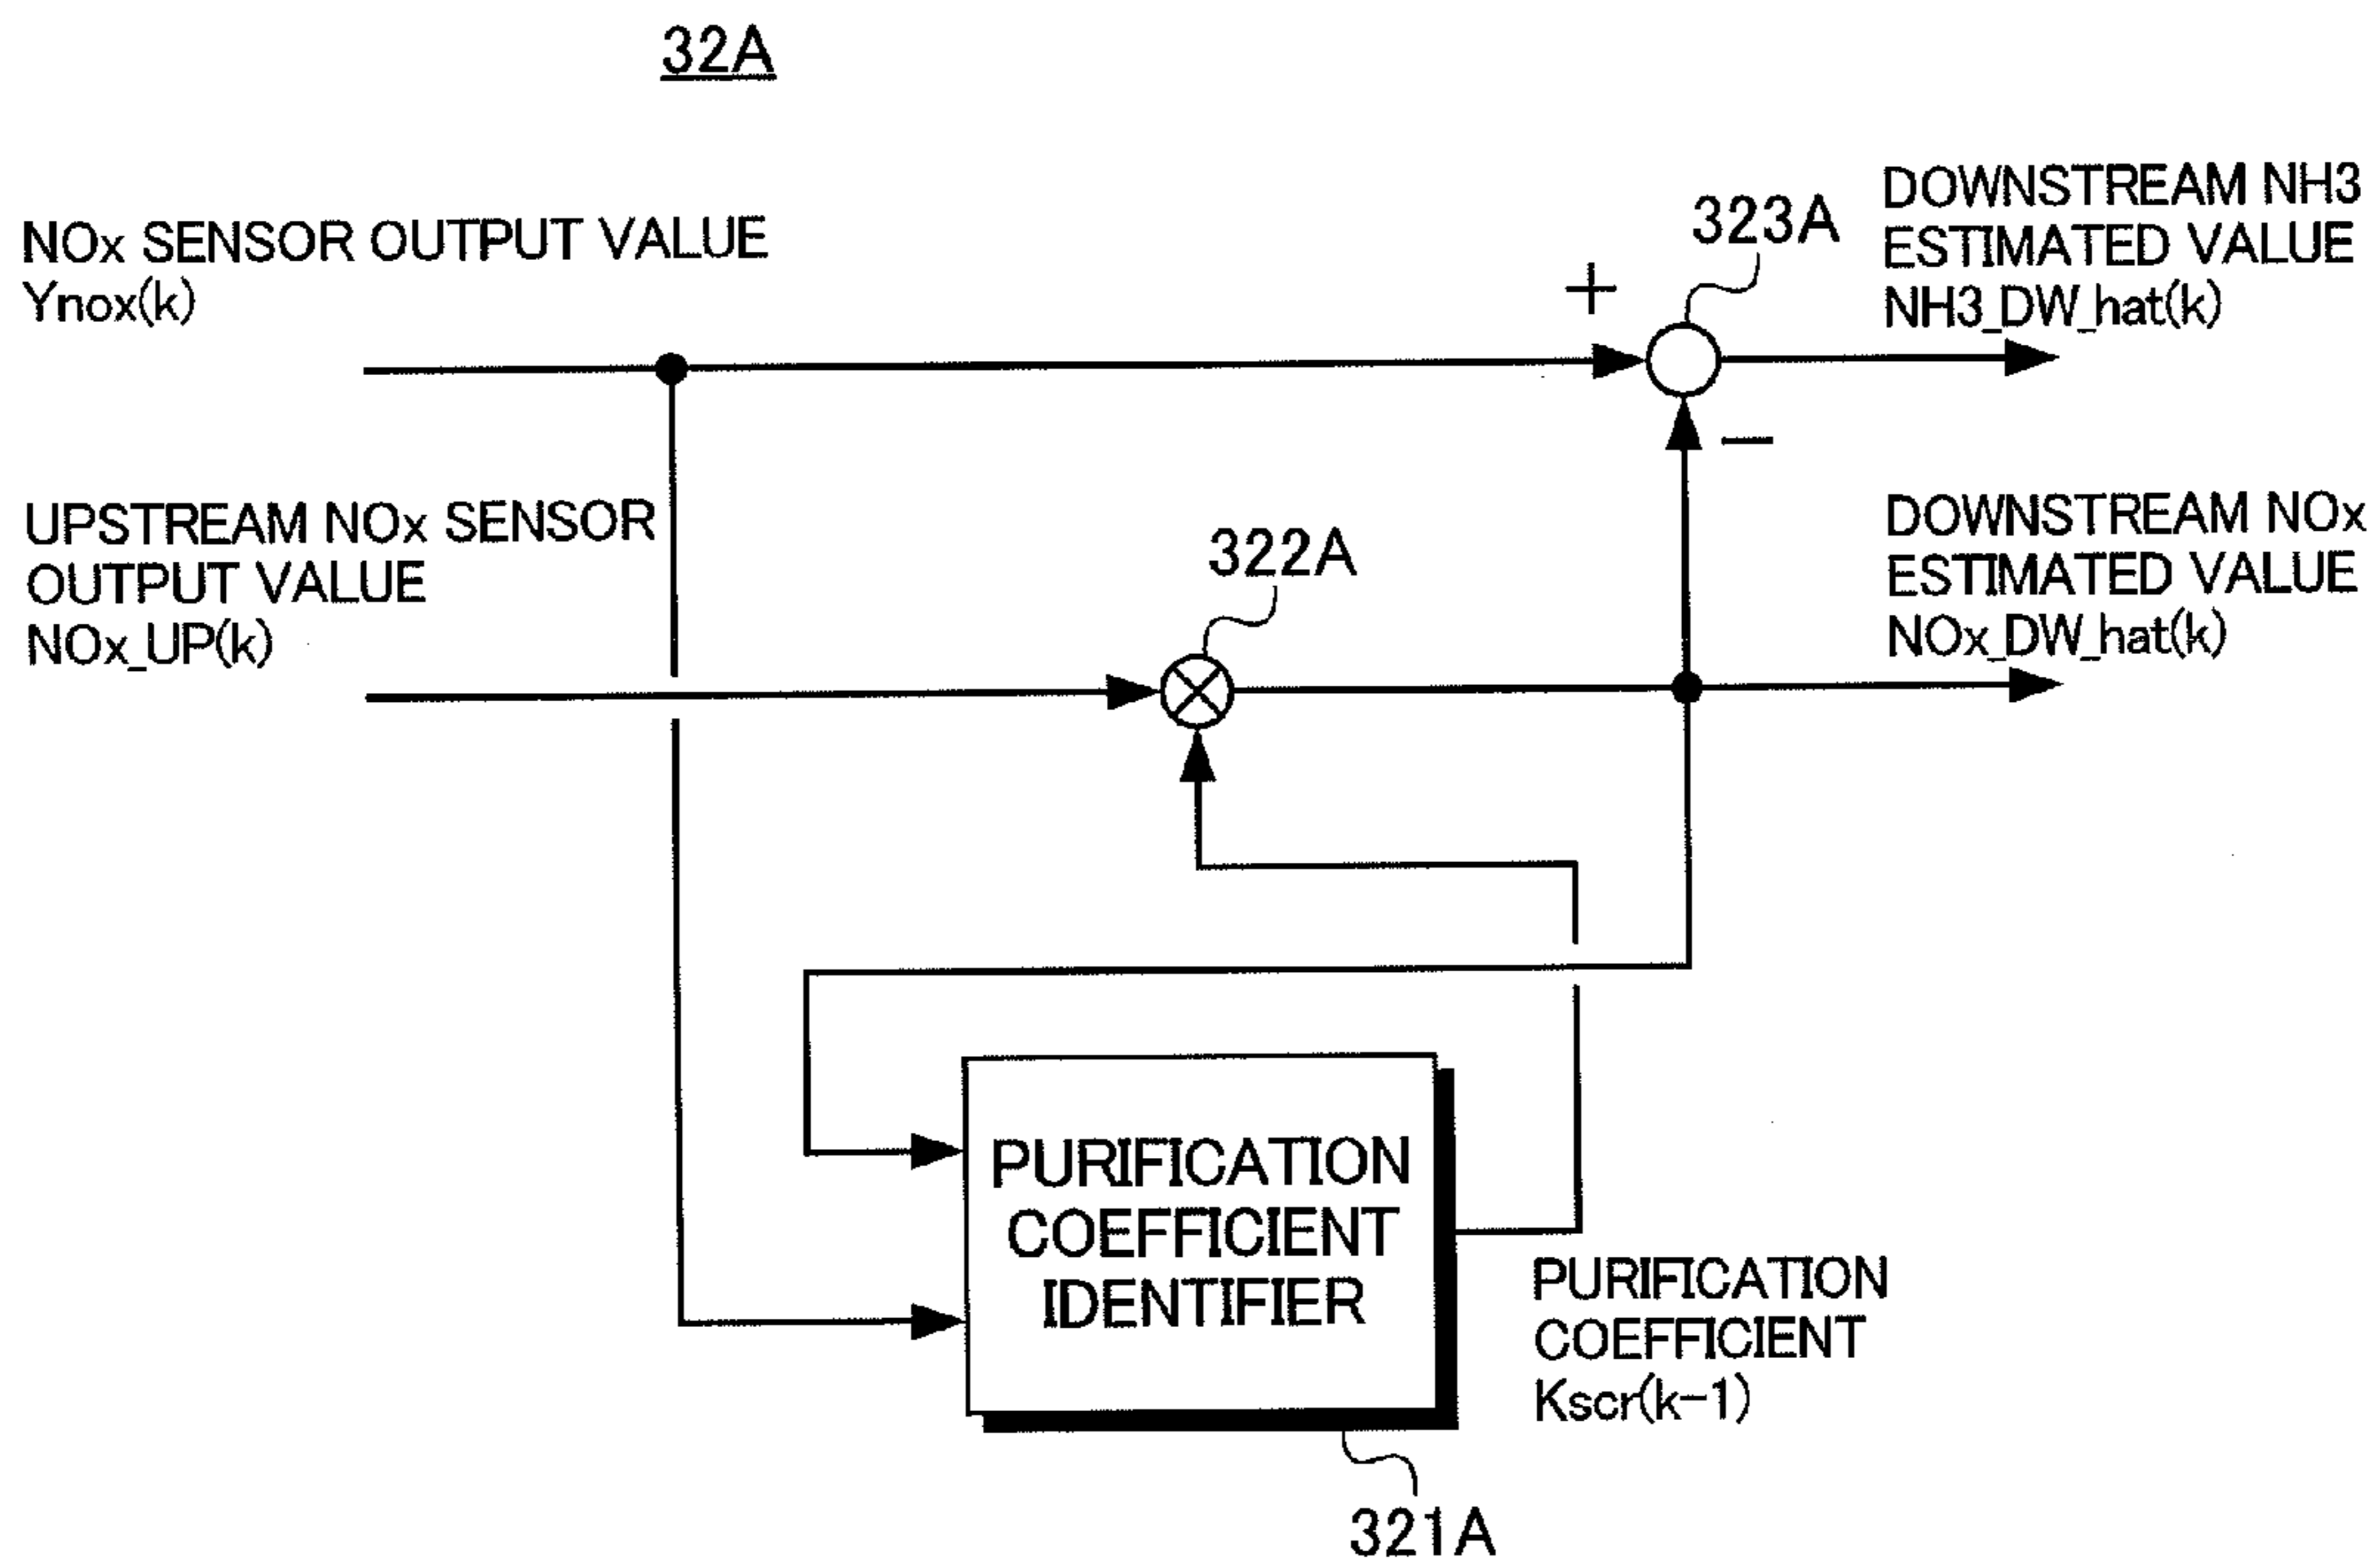 32A
NOx SENSOR OUTPUT VALUE
Ynox(k)
+
323A
DOWNSTREAM NH3
ESTIMATED VALUE
NH3_DW_hat(k)
−
UPSTREAM NOx SENSOR
OUTPUT VALUE
NOx_UP(k)
322A
DOWNSTREAM NOx
ESTIMATED VALUE
NOx_DW_hat(k)
PURIFICATION
COEFFICIENT
IDENTIFIER
PURIFICATION
COEFFICIENT
Kscr(k−1)
321A